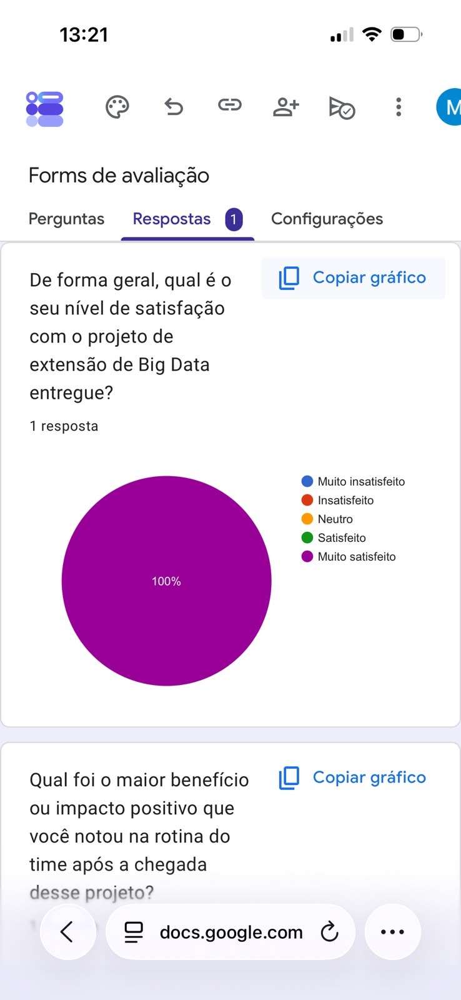 13:21
M
Forms de avaliação
Perguntas Respostas 1 Configurações
De forma geral, qual é o
seu nível de satisfação
com o projeto de
extensão de Big Data
entregue?
Copiar gráfico
1 resposta
Muito insatisfeito
Insatisfeito
Neutro
Satisfeito
Muito satisfeito
100%
Qual foi o maior benefício
ou impacto positivo que
você notou na rotina do
time após a chegada
desse projeto?
Copiar gráfico
docs.google.com